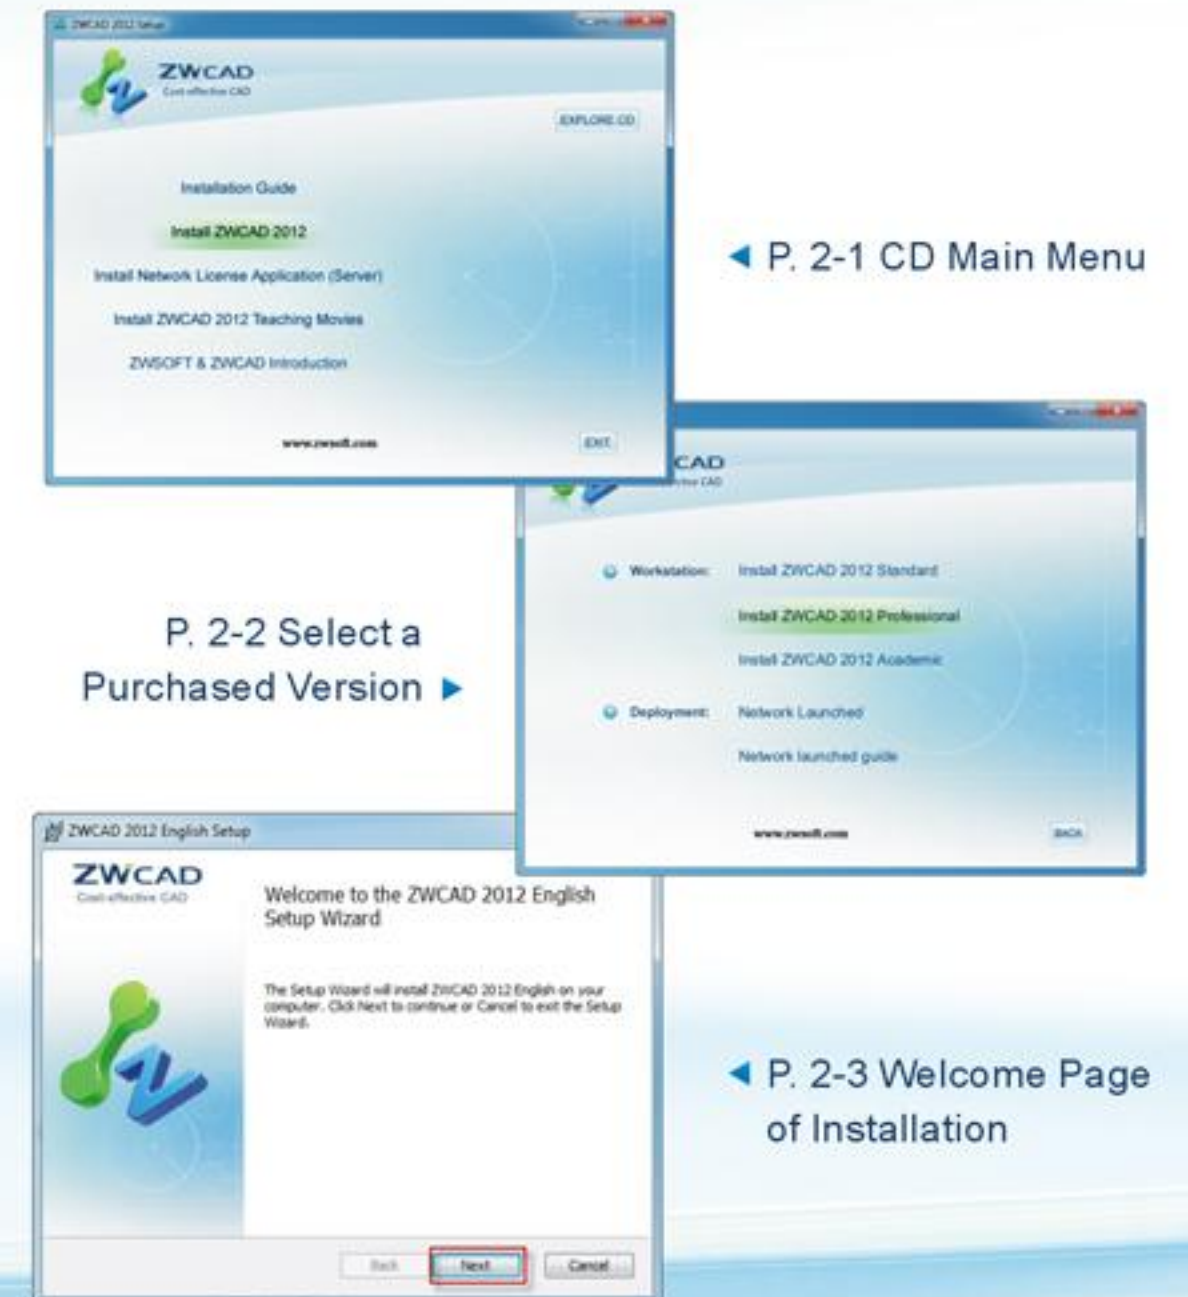 ZWCAD 2012 Setup
ZWCAD
Cost-effective CAD
EXPLORE CD
Installation Guide
Install ZWCAD 2012
Install Network License Application (Server)
Install ZWCAD 2012 Teaching Movies
ZWSOFT & ZWCAD Introduction
www.zwsoft.com
EXIT
P. 2-1 CD Main Menu
CAD
ctive CAD
Workstation: Install ZWCAD 2012 Standard
Install ZWCAD 2012 Professional
Install ZWCAD 2012 Academic
Deployment: Network Launched
Network launched guide
www.zwsoft.com
BACK
P. 2-2 Select a
Purchased Version
ZWCAD 2012 English Setup
ZWCAD
Cost-effective CAD
Welcome to the ZWCAD 2012 English
Setup Wizard
The Setup Wizard will install ZWCAD 2012 English on your
computer. Click Next to continue or Cancel to exit the Setup
Wizard.
Back Next Cancel
P. 2-3 Welcome Page
of Installation